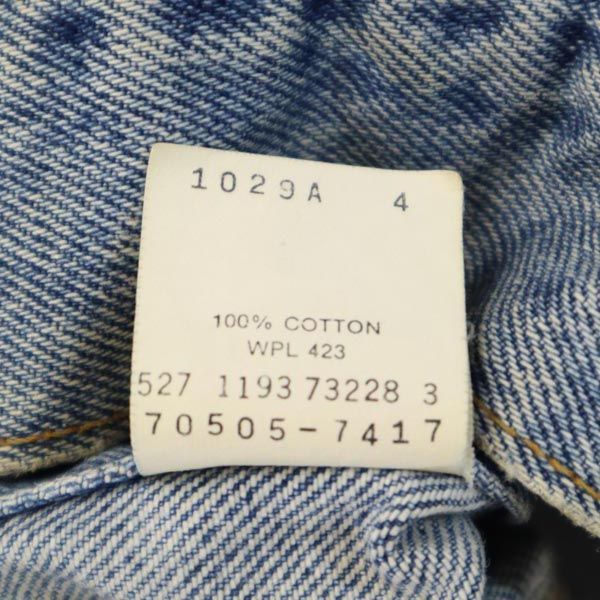 1029A 4
100% COTTON
WPL 423
527 1193 73228 3
70505-7417